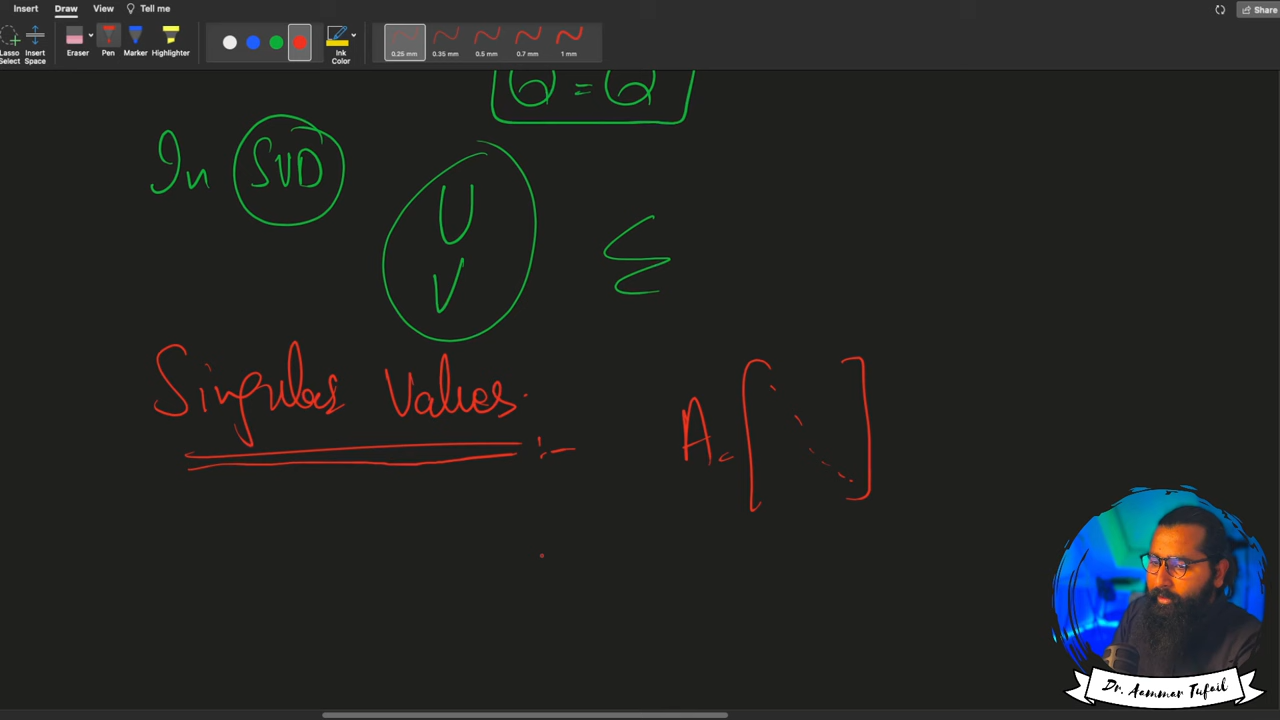 Insert Draw View Tell me Share
Lasso Select Insert Space Eraser Pen Marker Highlighter Ink Color 0.25 mm 0.35 mm 0.5 mm 0.7 mm 1 mm
Q = Q
In SVD
U
V
Σ
Singular Values :-
A = [ ]
Dr. Aammar Tufail